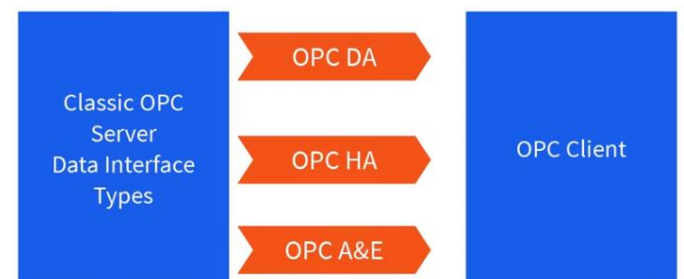 Classic OPC
Server
Data Interface
Types
OPC DA
OPC HA
OPC A&E
OPC Client